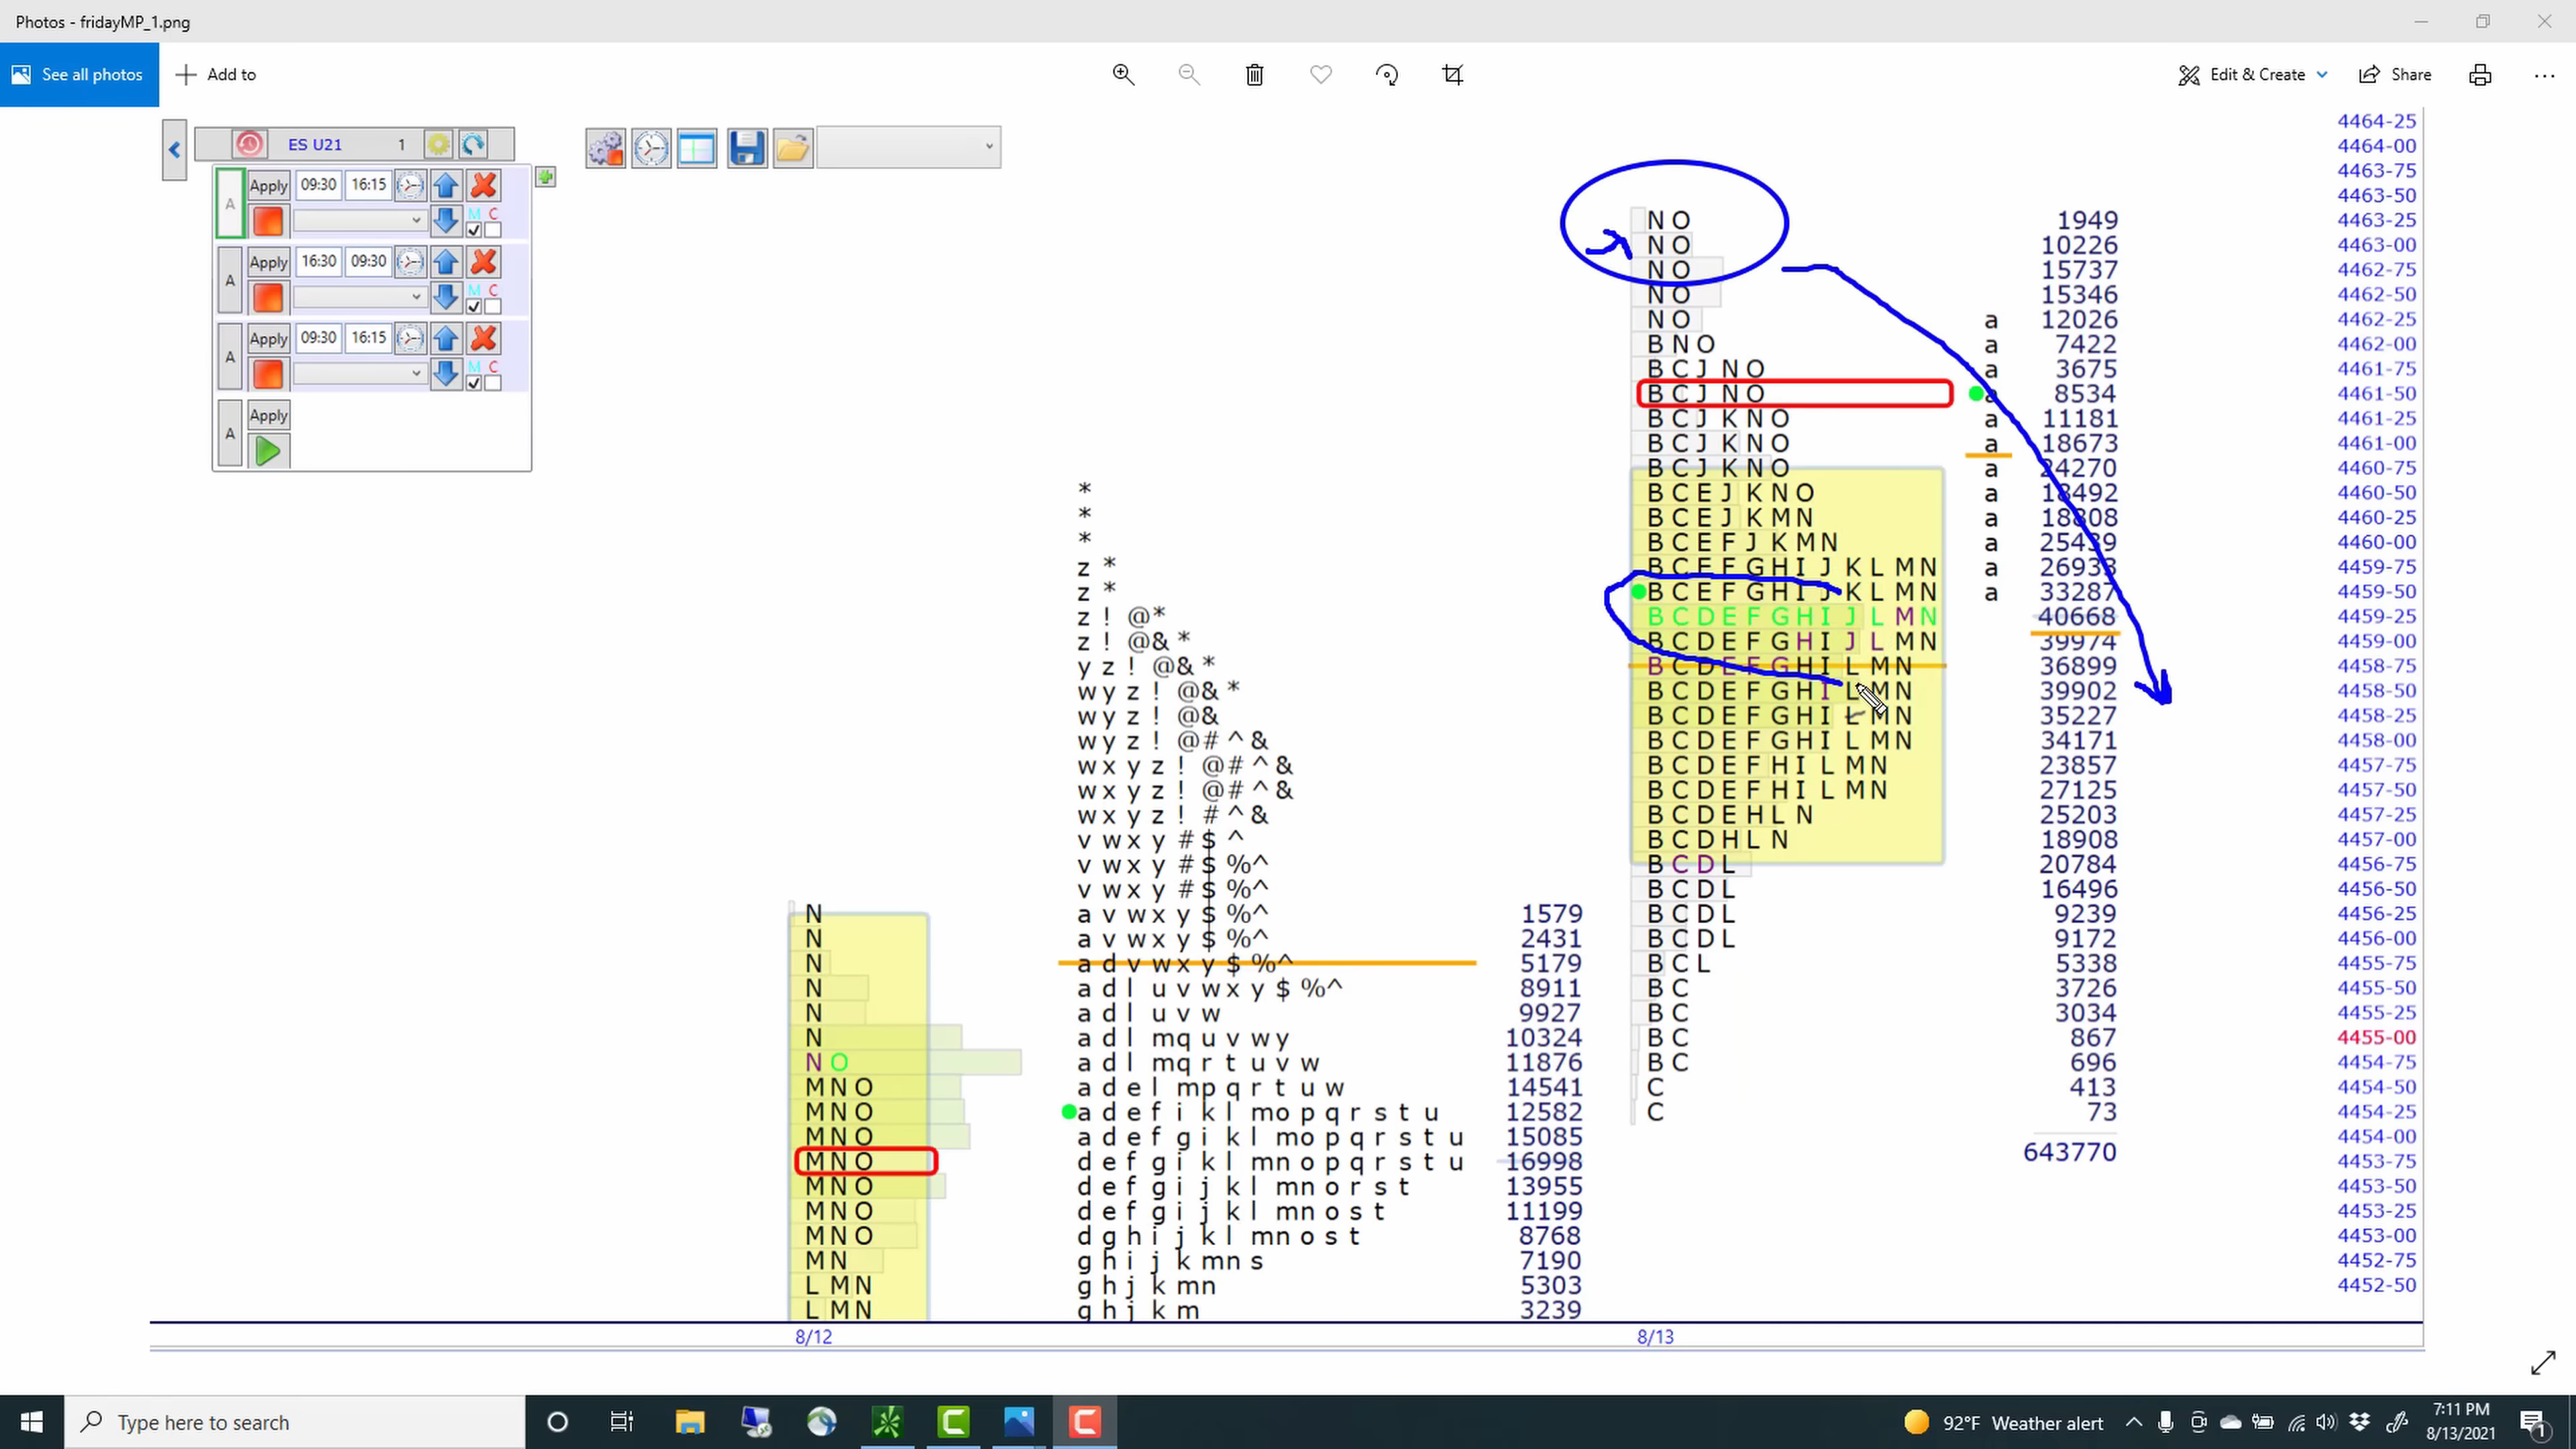 Photos - fridayMP_1.png
See all photos
Add to
Edit & Create
Share
ES U21 1
A Apply 09:30 16:15
M C
A Apply 16:30 09:30
M C
A Apply 09:30 16:15
M C
A Apply
4464-25
4464-00
4463-75
4463-50
N O 1949 4463-25
N O 10226 4463-00
N O 15737 4462-75
N O 15346 4462-50
N O a 12026 4462-25
B N O a 7422 4462-00
B C J N O a 3675 4461-75
B C J N O a 8534 4461-50
B C J K N O a 11181 4461-25
B C J K N O a 18673 4461-00
B C J K N O a 24270 4460-75
* B C E J K N O a 18492 4460-50
* B C E J K M N a 18808 4460-25
* B C E F J K M N a 25439 4460-00
z * B C E F G H I J K L M N a 26933 4459-75
z * B C E F G H I J K L M N a 33287 4459-50
z ! @ * B C D E F G H I J L M N 40668 4459-25
z ! @ & * B C D E F G H I J L M N 39974 4459-00
y z ! @ & * B C D E F G H I L M N 36899 4458-75
w y z ! @ & * B C D E F G H I L M N 39902 4458-50
w y z ! @ & B C D E F G H I L M N 35227 4458-25
w y z ! @ # ^ & B C D E F G H I L M N 34171 4458-00
w x y z ! @ # ^ & B C D E F H I L M N 23857 4457-75
w x y z ! @ # ^ & B C D E F H I L M N 27125 4457-50
w x y z ! # ^ & B C D E H L N 25203 4457-25
v w x y # $ ^ B C D H L N 18908 4457-00
v w x y # $ % ^ B C D L 20784 4456-75
v w x y # $ % ^ B C D L 16496 4456-50
N a v w x y $ % ^ 1579 B C D L 9239 4456-25
N a v w x y $ % ^ 2431 B C D L 9172 4456-00
N a d v w x y $ % ^ 5179 B C L 5338 4455-75
N a d l u v w x y $ % ^ 8911 B C 3726 4455-50
N a d l u v w 9927 B C 3034 4455-25
N a d l m q u v w y 10324 B C 867 4455-00
N O a d l m q r t u v w 11876 B C 696 4454-75
M N O a d e l m p q r t u w 14541 C 413 4454-50
M N O a d e f i k l m o p q r s t u 12582 C 73 4454-25
M N O a d e f g i k l m o p q r s t u 15085 4454-00
M N O d e f g i k l m n o p q r s t u 16998 643770 4453-75
M N O d e f g i j k l m n o r s t 13955 4453-50
M N O d e f g i j k l m n o s t 11199 4453-25
M N O d g h i j k l m n o s t 8768 4453-00
M N g h i j k m n s 7190 4452-75
L M N g h j k m n 5303 4452-50
L M N g h j k m 3239
8/12 8/13
Type here to search
92°F Weather alert
7:11 PM
8/13/2021
1